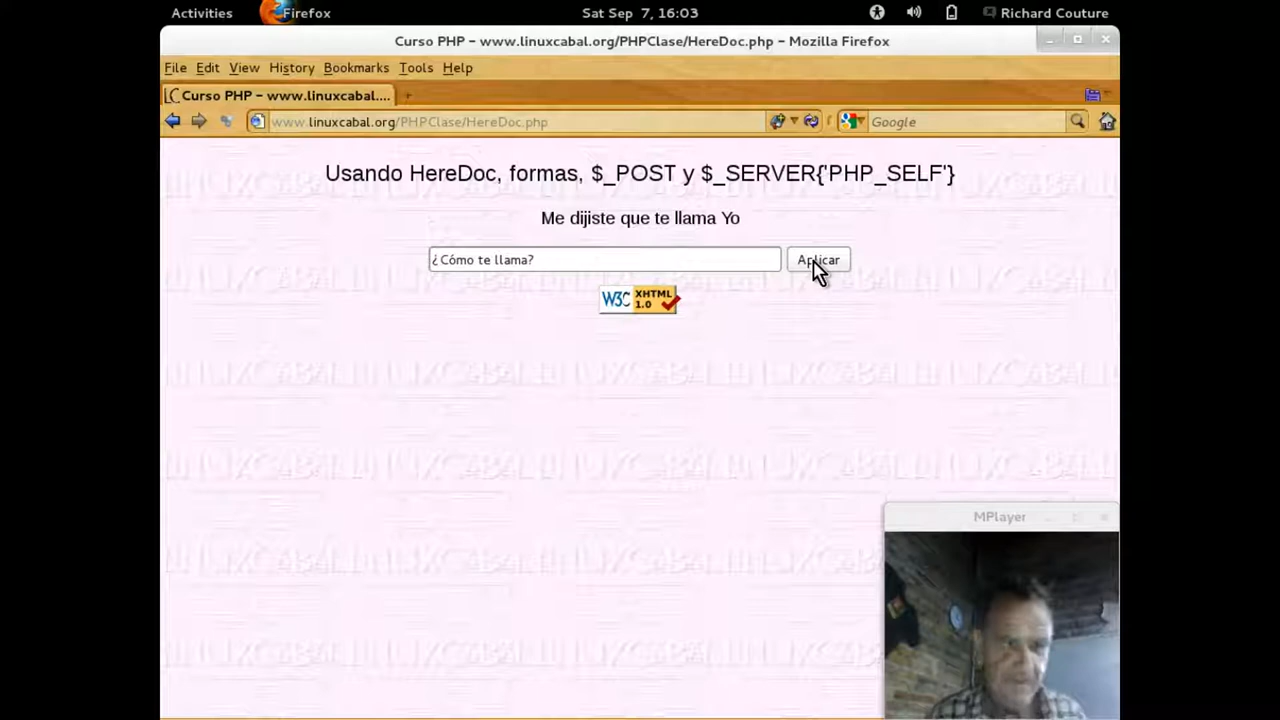 Activities Firefox Sat Sep 7, 16:03 Richard Couture
Curso PHP - www.linuxcabal.org/PHPClase/HereDoc.php - Mozilla Firefox
File Edit View History Bookmarks Tools Help
Curso PHP - www.linuxcabal.org....
www.linuxcabal.org/PHPClase/HereDoc.php Google
Usando HereDoc, formas, $_POST y $_SERVER{'PHP_SELF'}
Me dijiste que te llama Yo
¿Cómo te llama? Aplicar
W3C XHTML 1.0
MPlayer